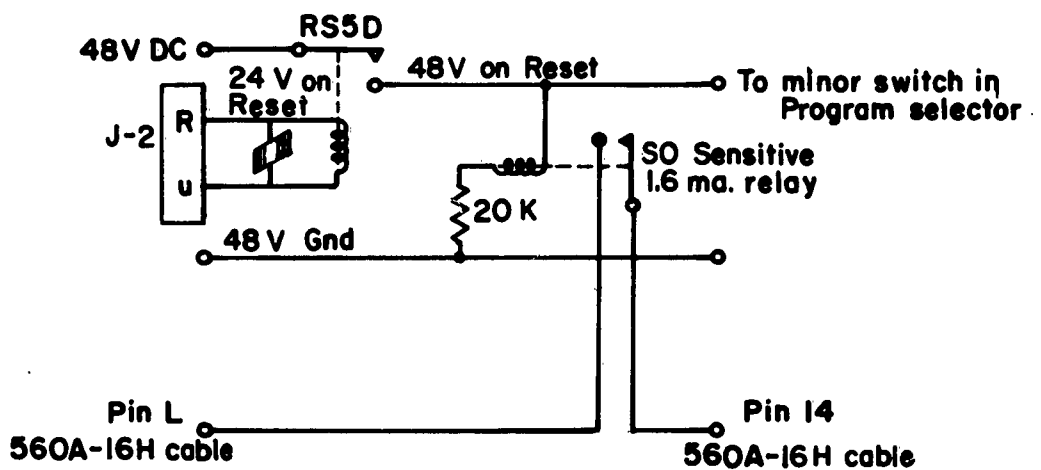 RS5D
48V DC
24 V on
Reset
48V on Reset
To minor switch in
Program selector
J-2
R
u
SO Sensitive
1.6 ma. relay
20 K
48V Gnd
Pin L
560A-16H cable
Pin 14
560A-16H cable